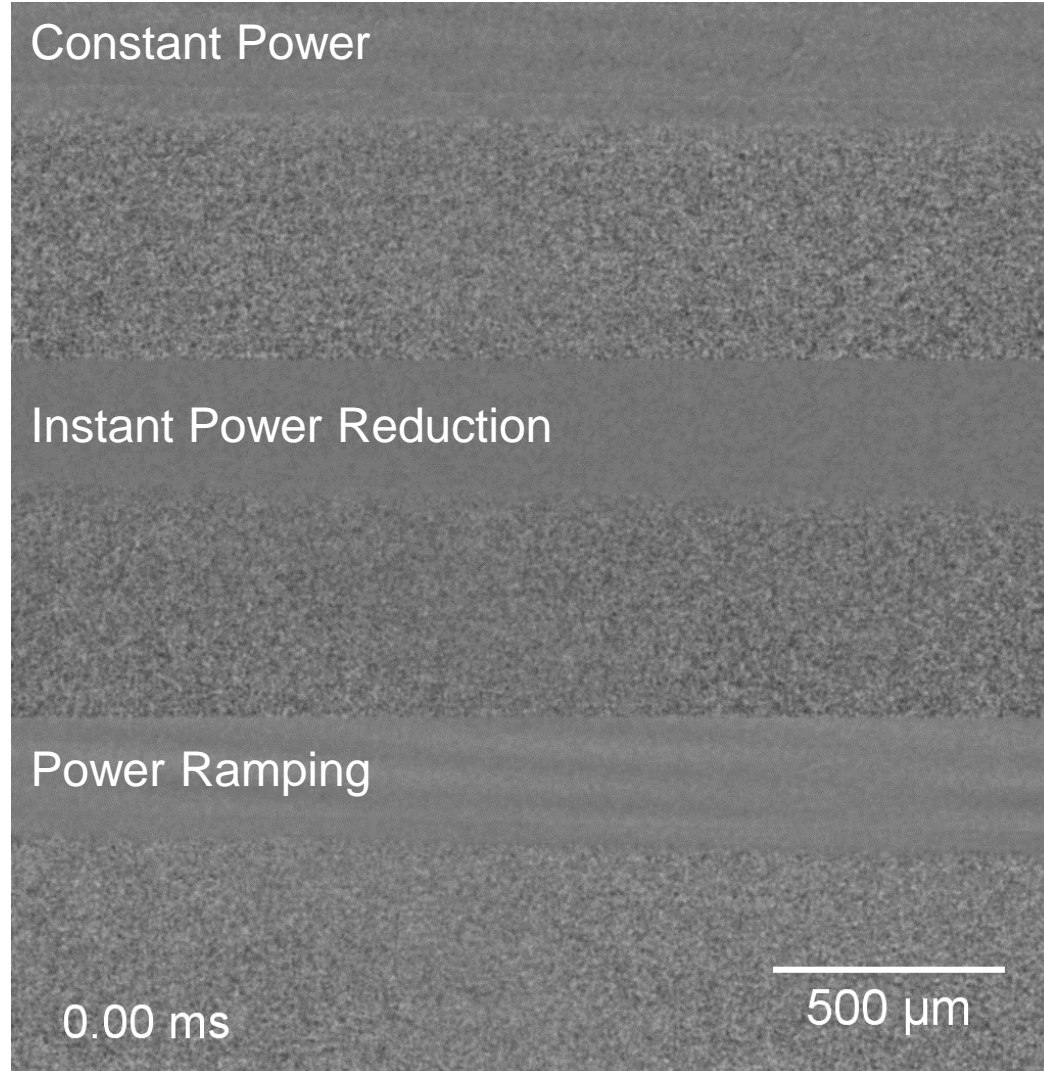 Constant Power
Instant Power Reduction
Power Ramping
0.00 ms
500 µm